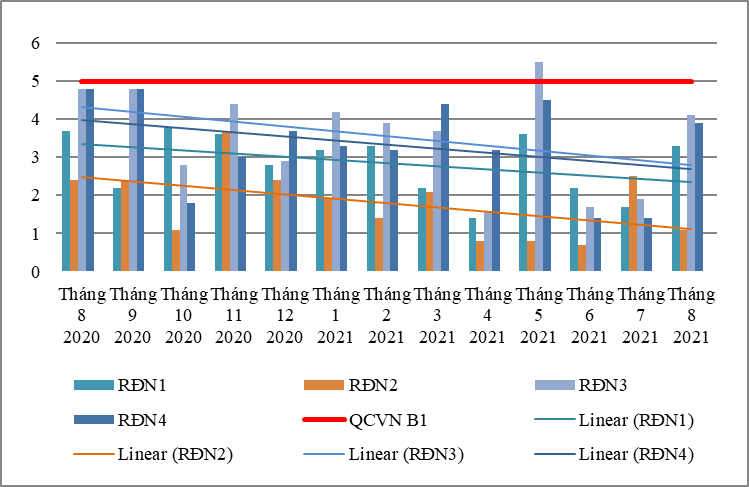 6
5
4
3
2
1
0
Tháng Tháng Tháng Tháng Tháng Tháng Tháng Tháng Tháng Tháng Tháng Tháng Tháng
8 9 10 11 12 1 2 3 4 5 6 7 8
2020 2020 2020 2020 2020 2021 2021 2021 2021 2021 2021 2021 2021
RĐN1 RĐN2 RĐN3
RĐN4 QCVN B1 Linear (RĐN1)
Linear (RĐN2) Linear (RĐN3) Linear (RĐN4)